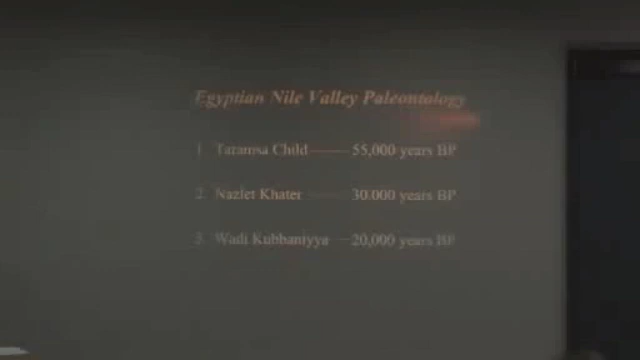 Egyptian Nile Valley Paleontology
1 Taramsa Child —— 55,000 years BP
2 Nazlet Khater —— 30,000 years BP
3. Wadi Kubbaniyya — 20,000 years BP